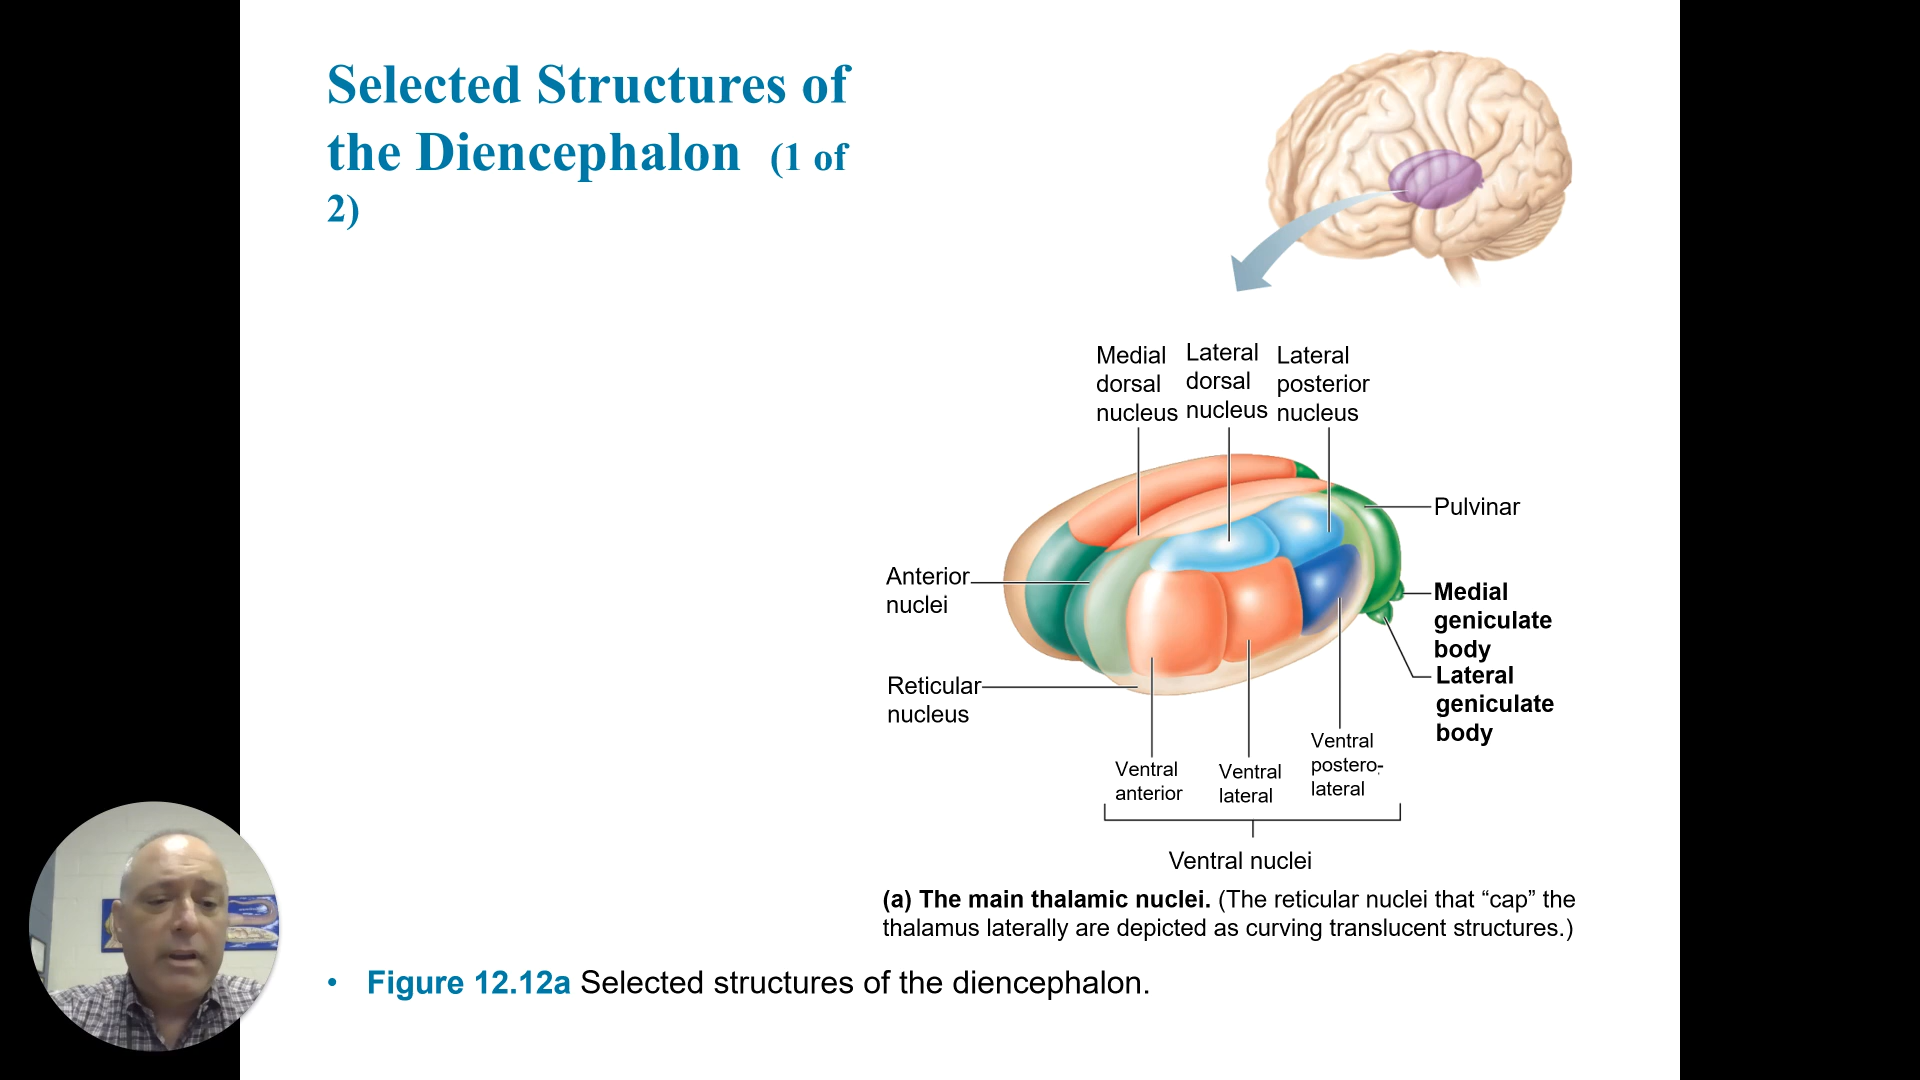 Selected Structures of
the Diencephalon (1 of
2)
Medial
dorsal
nucleus
Lateral
dorsal
nucleus
Lateral
posterior
nucleus
Pulvinar
Anterior
nuclei
Medial
geniculate
body
Lateral
geniculate
body
Reticular
nucleus
Ventral
anterior
Ventral
lateral
Ventral
postero-
lateral
Ventral nuclei
(a) The main thalamic nuclei. (The reticular nuclei that “cap” the
thalamus laterally are depicted as curving translucent structures.)
• Figure 12.12a Selected structures of the diencephalon.